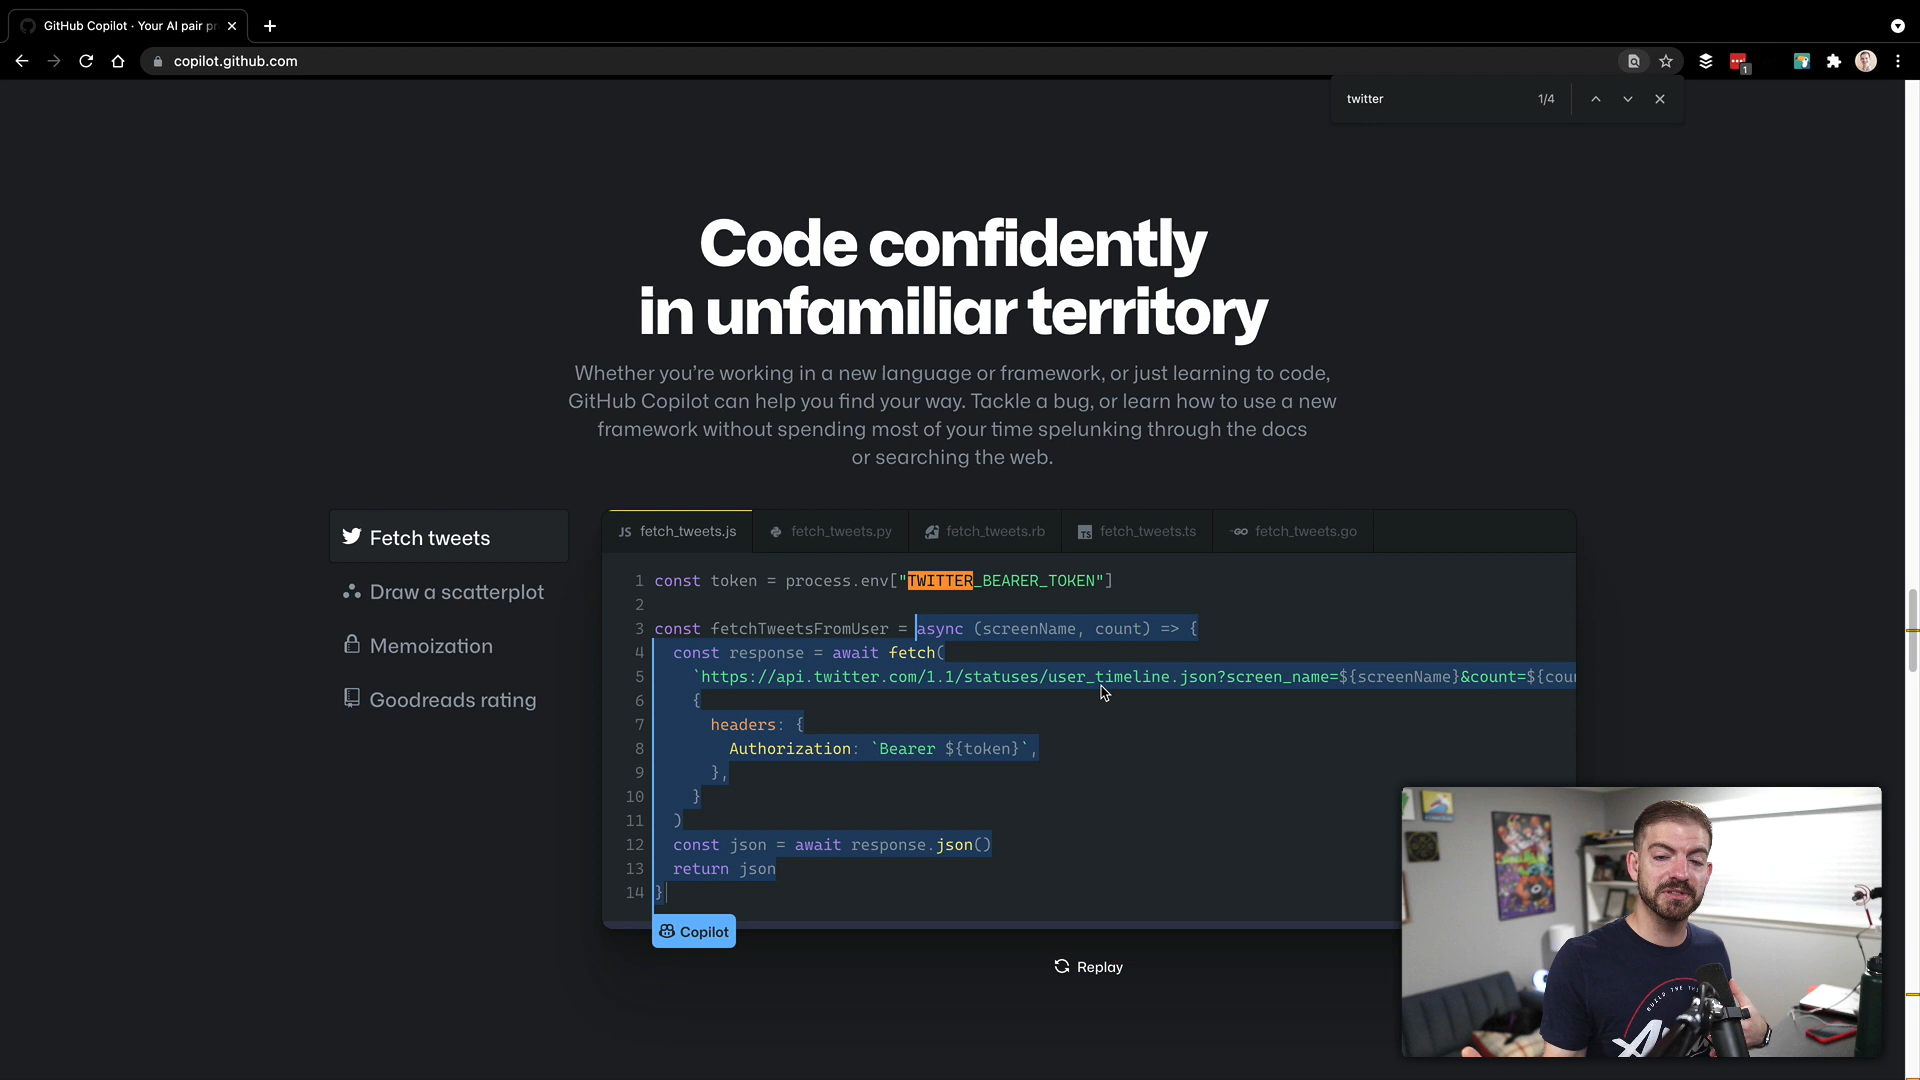 GitHub Copilot · Your AI pair pr
copilot.github.com
1
twitter
1/4
Code confidently
in unfamiliar territory
Whether you’re working in a new language or framework, or just learning to code,
GitHub Copilot can help you find your way. Tackle a bug, or learn how to use a new
framework without spending most of your time spelunking through the docs
or searching the web.
Fetch tweets
Draw a scatterplot
Memoization
Goodreads rating
JS fetch_tweets.js
fetch_tweets.py
fetch_tweets.rb
TS fetch_tweets.ts
GO fetch_tweets.go
1 const token = process.env["TWITTER_BEARER_TOKEN"]
2
3 const fetchTweetsFromUser = async (screenName, count) => {
4 const response = await fetch(
5 `https://api.twitter.com/1.1/statuses/user_timeline.json?screen_name=${screenName}&count=${cou
6 {
7 headers: {
8 Authorization: `Bearer ${token}`,
9 },
10 }
11 )
12 const json = await response.json()
13 return json
14 }
Copilot
Replay
BUILD THE